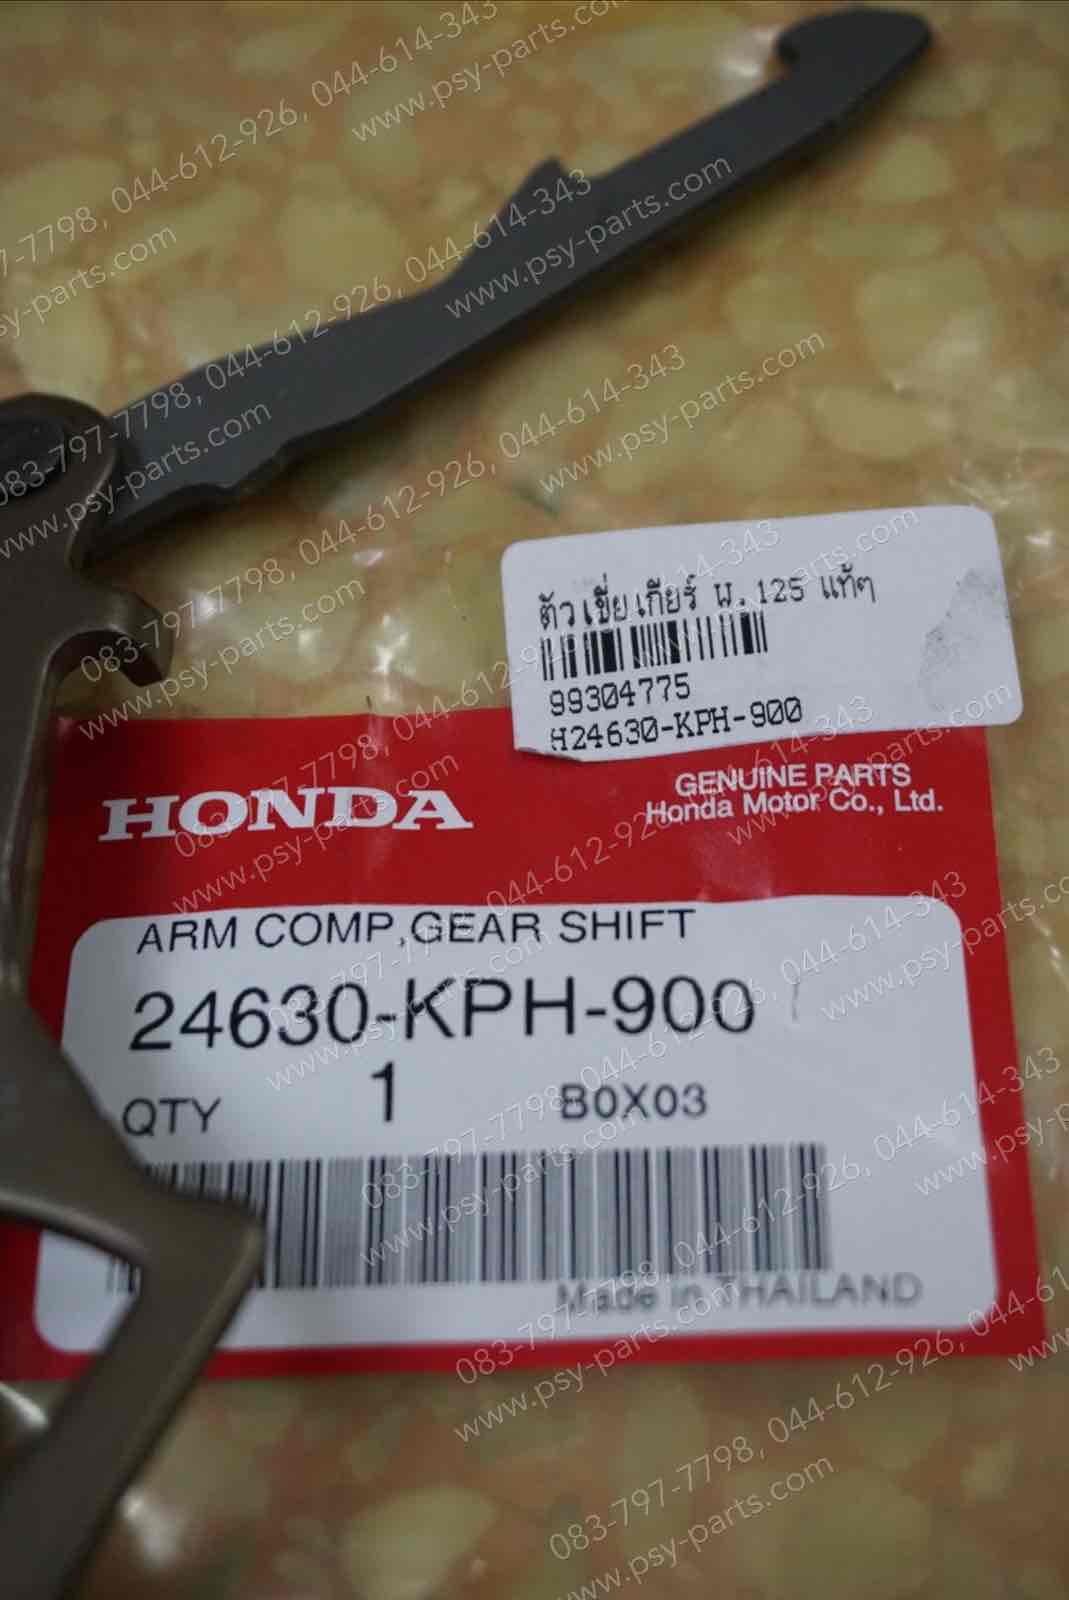 ตัวเขี่ยเกียร์ ผ.125 แท้ๆ
99304775
H24630-KPH-900
HONDA
GENUINE PARTS
Honda Motor Co., Ltd.
ARM COMP,GEAR SHIFT
24630-KPH-900
QTY 1 B0X03
Made in THAILAND
083-797-7798, 044-612-926, 044-614-343
www.psy-parts.com